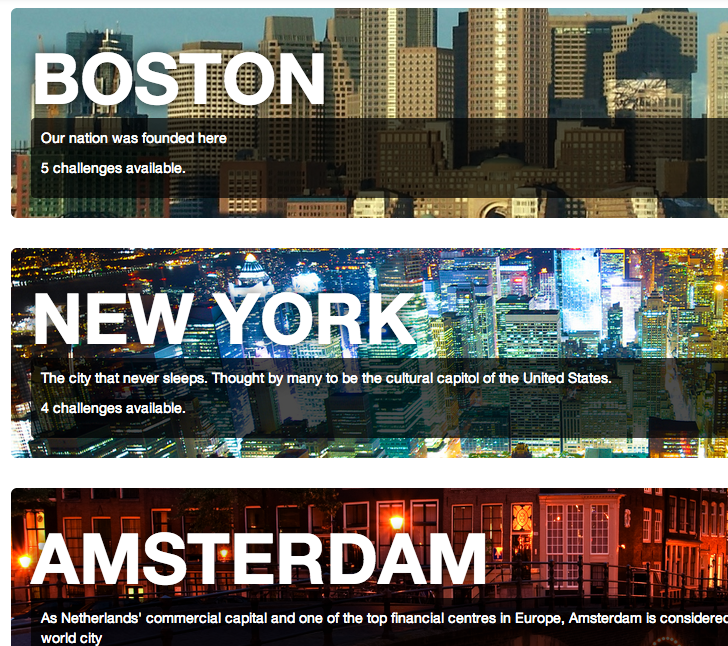 BOSTON
Our nation was founded here
5 challenges available.
NEW YORK
The city that never sleeps. Thought by many to be the cultural capitol of the United States.
4 challenges available.
AMSTERDAM
As Netherlands' commercial capital and one of the top financial centres in Europe, Amsterdam is considered
world city